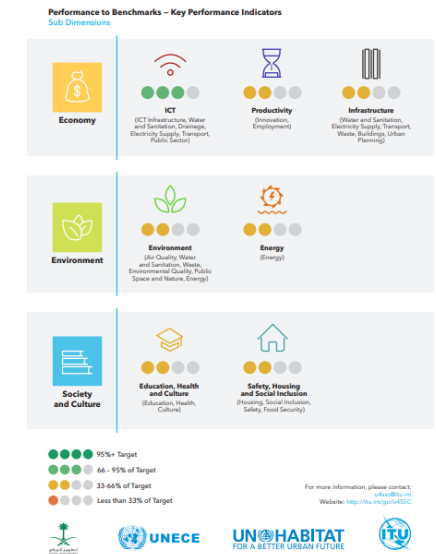 Performance to Benchmarks – Key Performance Indicators
Sub Dimensions
$
Economy
ICT
(ICT Infrastructure, Water
and Sanitation, Drainage,
Electricity Supply, Transport,
Public Sector)
Productivity
(Innovation,
Employment)
Infrastructure
(Water and Sanitation,
Electricity Supply, Transport,
Waste, Buildings, Urban
Planning)
Environment
Environment
(Air Quality, Water
and Sanitation, Waste,
Environmental Quality, Public
Space and Nature, Energy)
Energy
(Energy)
Society
and Culture
Education, Health
and Culture
(Education, Health,
Culture)
Safety, Housing
and Social Inclusion
(Housing, Social Inclusion,
Safety, Food Security)
95%+ Target
66 - 95% of Target
33-66% of Target
Less than 33% of Target
For more information, please contact:
u4ssc@itu.int
Website: http://itu.int/go/u4SSC
UNECE
UN HABITAT
FOR A BETTER URBAN FUTURE
ITU